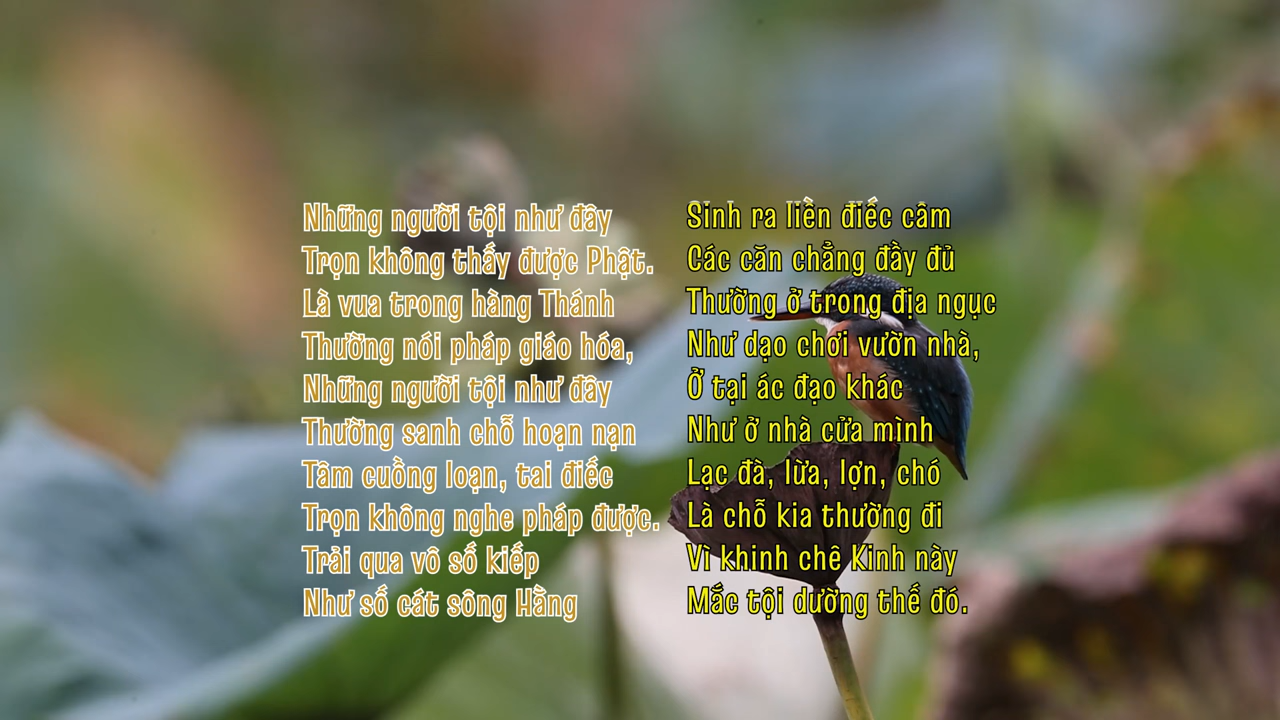 Những người tội như đây
Trọn không thấy được Phật.
Là vua trong hàng Thánh
Thường nói pháp giáo hóa,
Những người tội như đây
Thường sanh chỗ hoạn nạn
Tâm cuồng loạn, tai điếc
Trọn không nghe pháp được.
Trải qua vô số kiếp
Như số cát sông Hằng
Sinh ra liền điếc câm
Các căn chẳng đầy đủ
Thường ở trong địa ngục
Như dạo chơi vườn nhà,
Ở tại ác đạo khác
Như ở nhà cửa mình
Lạc đà, lừa, lợn, chó
Là chỗ kia thường đi
Vì khinh chê Kinh này
Mắc tội dường thế đó.